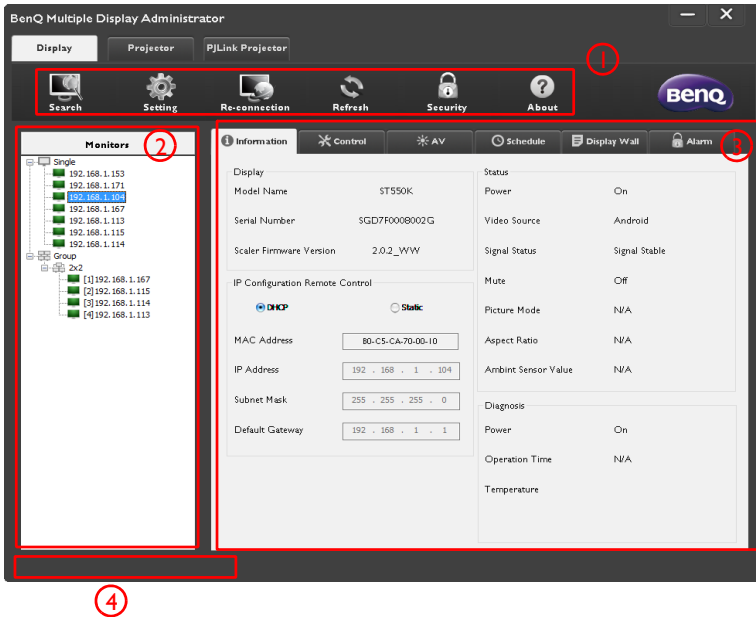 BenQ Multiple Display Administrator
Display Projector PJLink Projector
1
Search Setting Re-connection Refresh Security About
BenQ
Monitors 2
Single
192.168.1.153
192.168.1.171
192.168.1.104
192.168.1.167
192.168.1.113
192.168.1.115
192.168.1.114
Group
2x2
[1]192.168.1.167
[2]192.168.1.115
[3]192.168.1.114
[4]192.168.1.113
Information Control AV Schedule Display Wall Alarm 3
Display
Model Name ST550K
Serial Number SGD7F0008002G
Scaler Firmware Version 2.0.2_WW
IP Configuration Remote Control
DHCP Static
MAC Address 80-C5-CA-70-00-10
IP Address 192 . 168 . 1 . 104
Subnet Mask 255 . 255 . 255 . 0
Default Gateway 192 . 168 . 1 . 1
Status
Power On
Video Source Android
Signal Status Signal Stable
Mute Off
Picture Mode N/A
Aspect Ratio N/A
Ambint Sensor Value N/A
Diagnosis
Power On
Operation Time N/A
Temperature
4